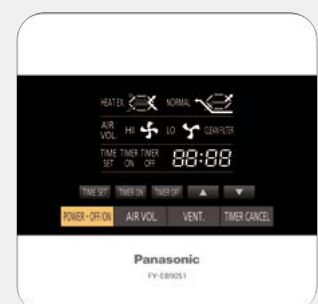 HEAT EX. NORMAL
AIR VOL. HI LO CLEAN FILTER
TIME SET TIMER ON TIMER OFF 88:88
TIME SET TIMER ON TIMER OFF ▲ ▼
POWER・OFF/ON AIR VOL. VENT. TIMER CANCEL
Panasonic
FY-EB9051